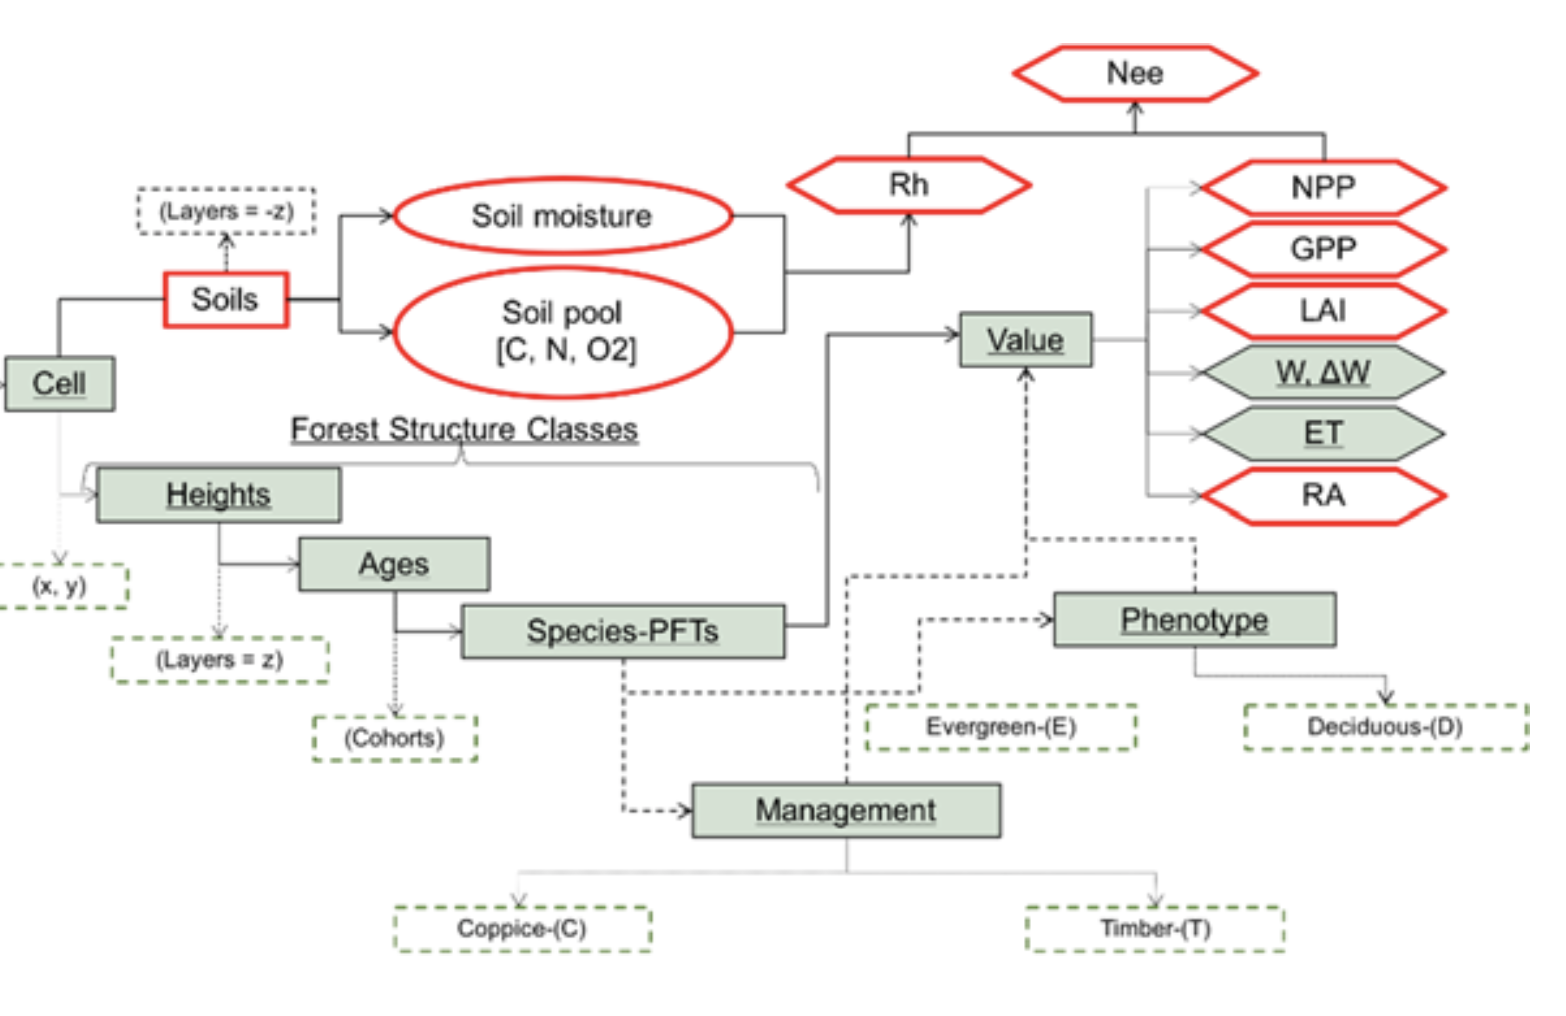 Nee
Rh
NPP
(Layers = -z)
Soil moisture
GPP
Soils
Soil pool
[C, N, O2]
LAI
Value
Cell
W, ΔW
Forest Structure Classes
ET
Heights
RA
Ages
(x, y)
Phenotype
Species-PFTs
(Layers = z)
Evergreen-(E)
Deciduous-(D)
(Cohorts)
Management
Coppice-(C)
Timber-(T)